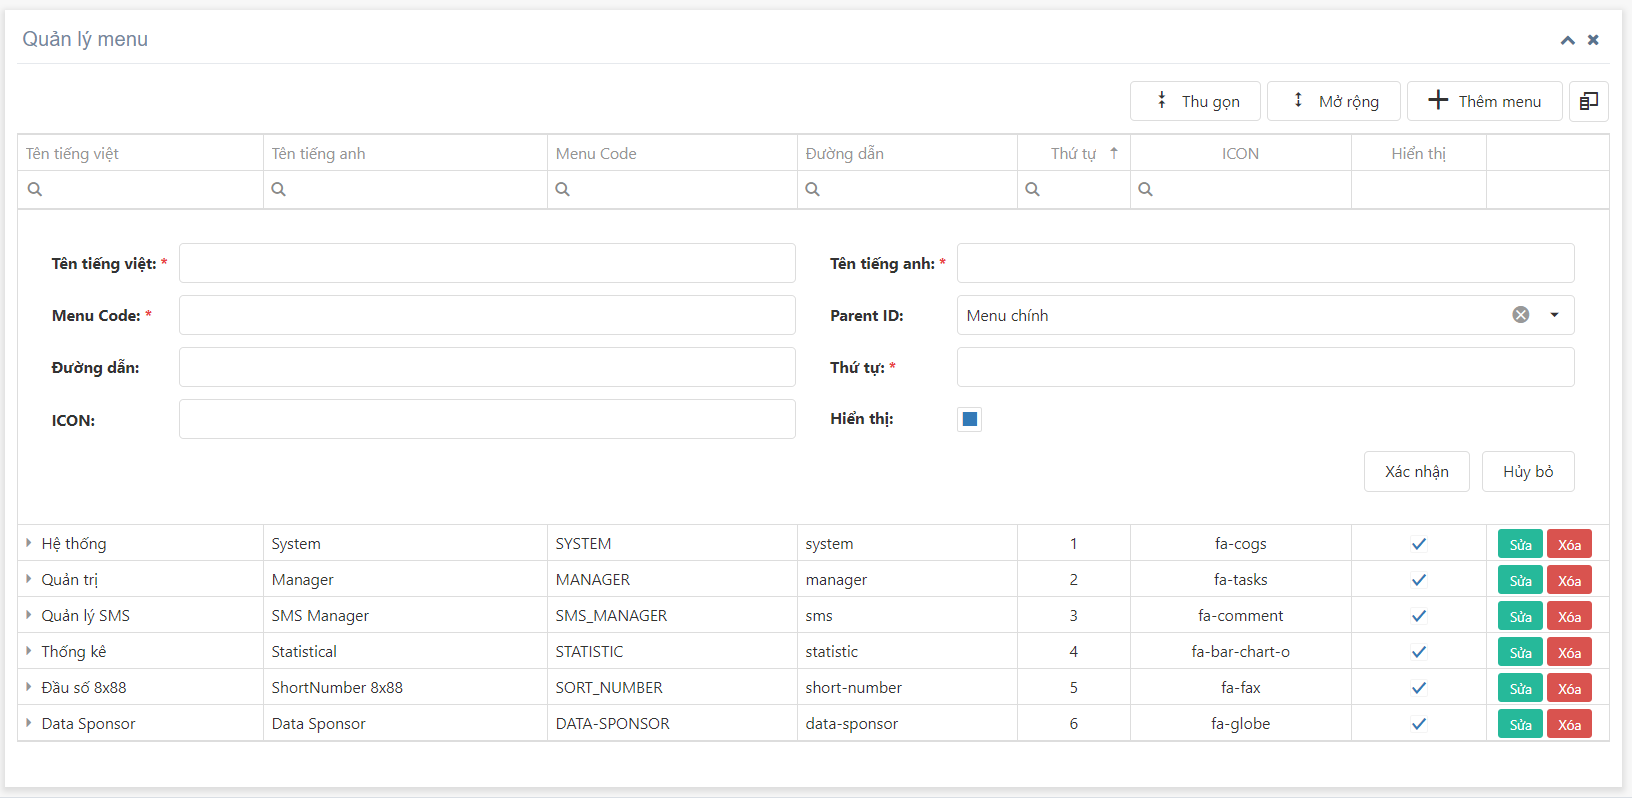 Quản lý menu
Thu gọn Mở rộng Thêm menu
Tên tiếng việt Tên tiếng anh Menu Code Đường dẫn Thứ tự ICON Hiển thị
Tên tiếng việt: * Tên tiếng anh: *
Menu Code: * Parent ID: Menu chính
Đường dẫn: Thứ tự: *
ICON: Hiển thị:
Xác nhận Hủy bỏ
Hệ thống System SYSTEM system 1 fa-cogs Sửa Xóa
Quản trị Manager MANAGER manager 2 fa-tasks Sửa Xóa
Quản lý SMS SMS Manager SMS_MANAGER sms 3 fa-comment Sửa Xóa
Thống kê Statistical STATISTIC statistic 4 fa-bar-chart-o Sửa Xóa
Đầu số 8x88 ShortNumber 8x88 SORT_NUMBER short-number 5 fa-fax Sửa Xóa
Data Sponsor Data Sponsor DATA-SPONSOR data-sponsor 6 fa-globe Sửa Xóa